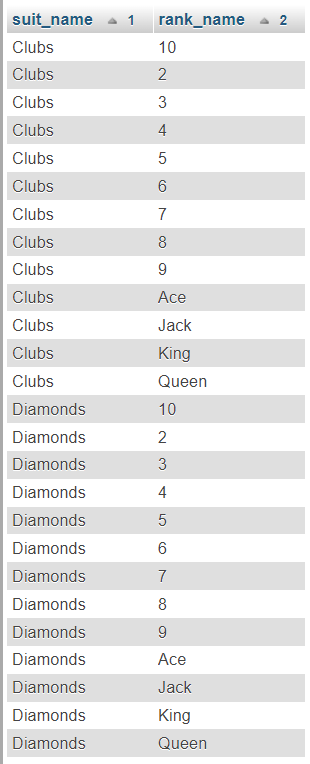 suit_name 1 rank_name 2
Clubs 10
Clubs 2
Clubs 3
Clubs 4
Clubs 5
Clubs 6
Clubs 7
Clubs 8
Clubs 9
Clubs Ace
Clubs Jack
Clubs King
Clubs Queen
Diamonds 10
Diamonds 2
Diamonds 3
Diamonds 4
Diamonds 5
Diamonds 6
Diamonds 7
Diamonds 8
Diamonds 9
Diamonds Ace
Diamonds Jack
Diamonds King
Diamonds Queen